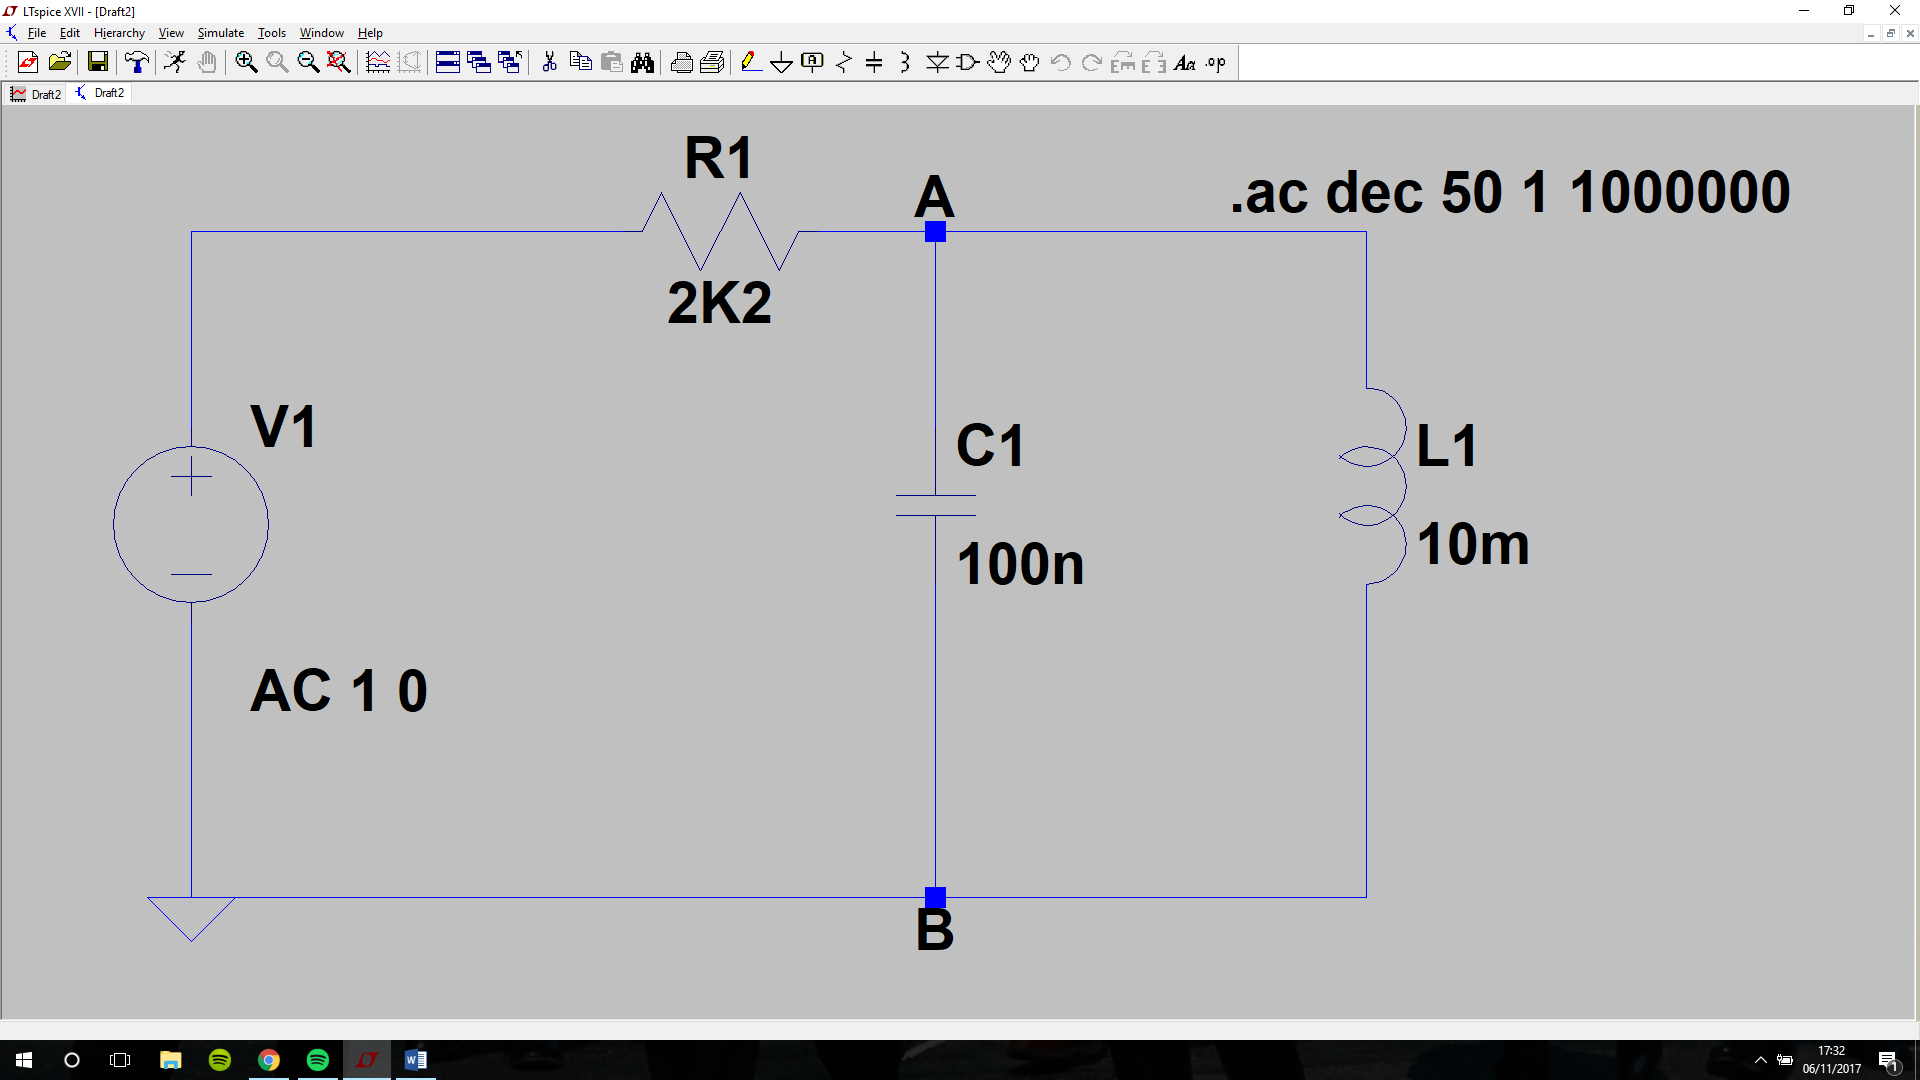 LTspice XVII - [Draft2]
File Edit Hierarchy View Simulate Tools Window Help
Draft2 Draft2
R1
A
.ac dec 50 1 1000000
2K2
V1
C1
L1
10m
100n
AC 1 0
B
17:32
06/11/2017
1